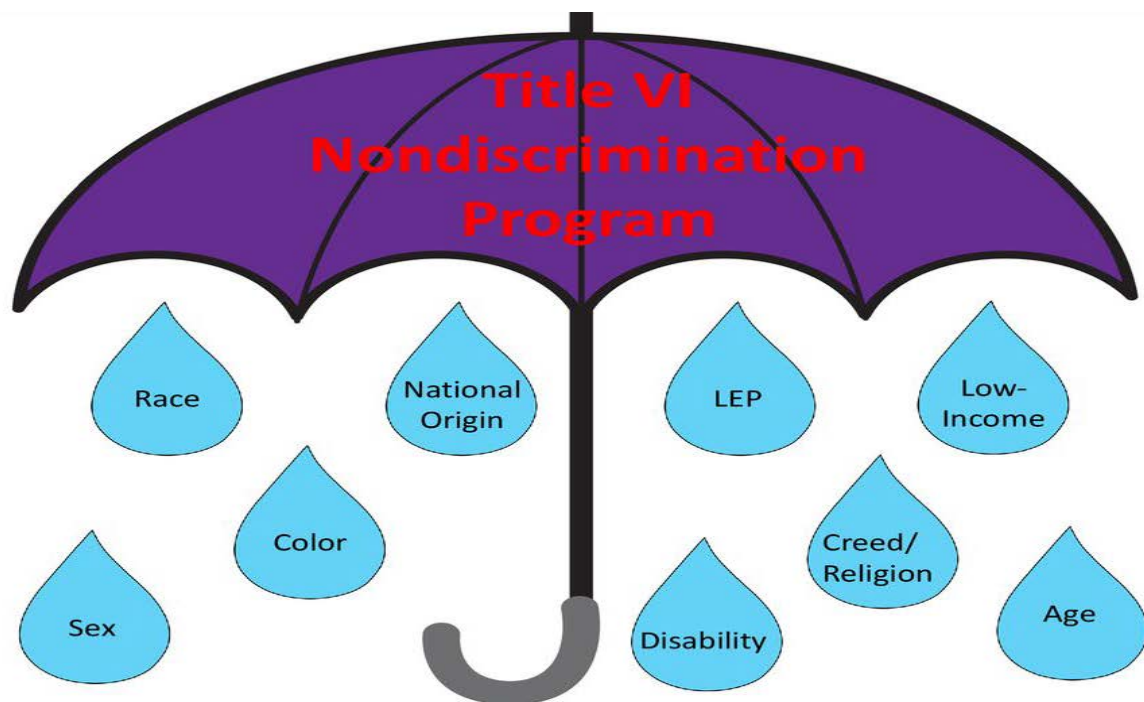 Title VI
Nondiscrimination
Program
Race
National
Origin
LEP
Low-
Income
Color
Creed/
Religion
Sex
Disability
Age